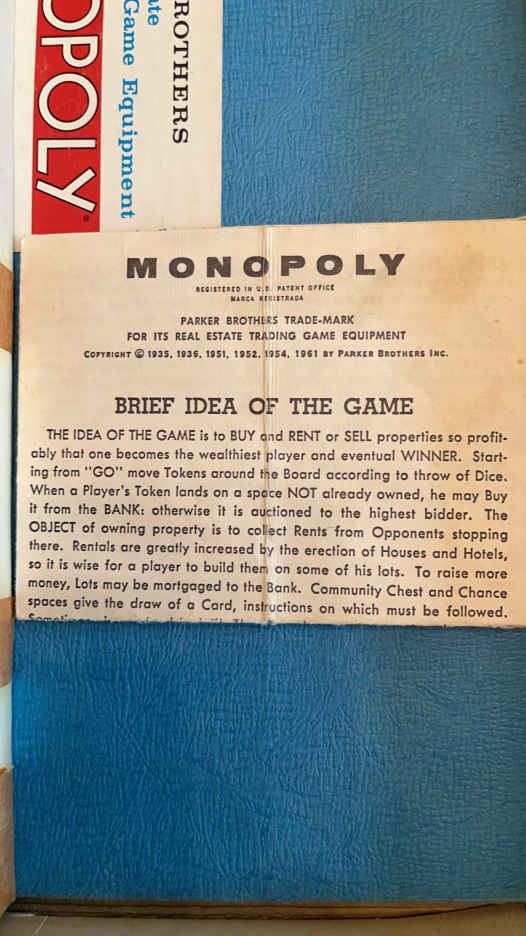 ROTHERS
ate
Game Equipment
OPOLY®
MONOPOLY
REGISTERED IN U.S. PATENT OFFICE
MARCA REGISTRADA
PARKER BROTHERS TRADE-MARK
FOR ITS REAL ESTATE TRADING GAME EQUIPMENT
COPYRIGHT © 1935, 1936, 1951, 1952, 1954, 1961 BY PARKER BROTHERS INC.
BRIEF IDEA OF THE GAME
THE IDEA OF THE GAME is to BUY and RENT or SELL properties so profit-
ably that one becomes the wealthiest player and eventual WINNER. Start-
ing from "GO" move Tokens around the Board according to throw of Dice.
When a Player's Token lands on a space NOT already owned, he may Buy
it from the BANK: otherwise it is auctioned to the highest bidder. The
OBJECT of owning property is to collect Rents from Opponents stopping
there. Rentals are greatly increased by the erection of Houses and Hotels,
so it is wise for a player to build them on some of his lots. To raise more
money, Lots may be mortgaged to the Bank. Community Chest and Chance
spaces give the draw of a Card, instructions on which must be followed.